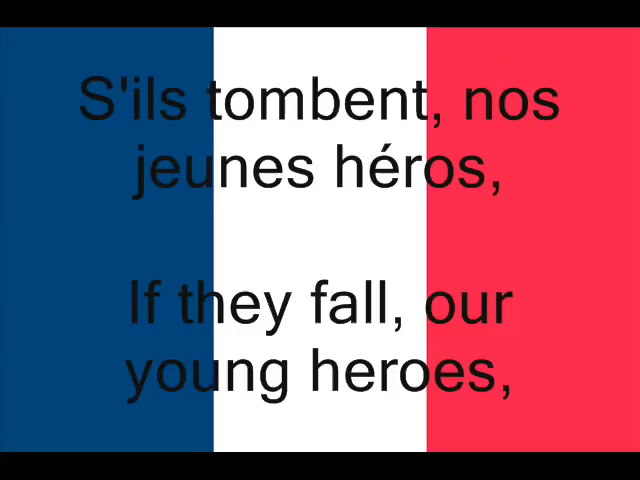 S'ils tombent, nos
jeunes héros,
If they fall, our
young heroes,